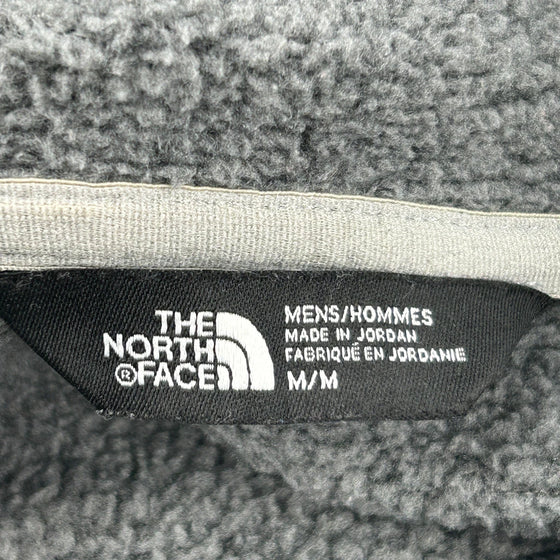 THE
NORTH
®FACE
MENS/HOMMES
MADE IN JORDAN
FABRIQUÉ EN JORDANIE
M/M